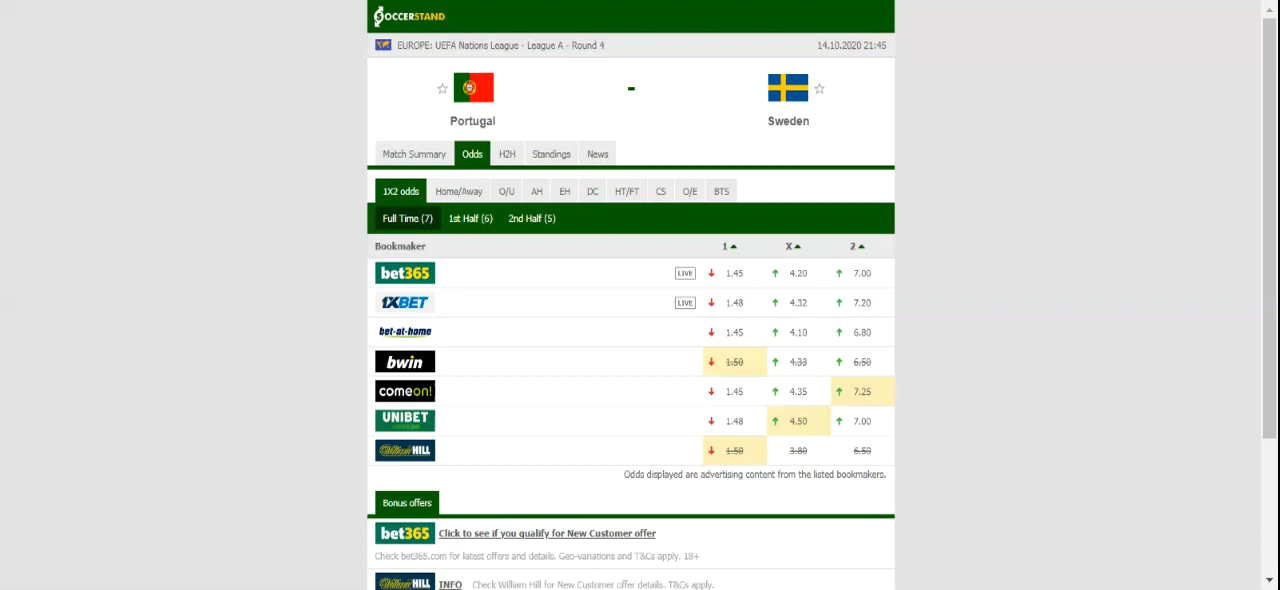 SOCCERSTAND
EUROPE: UEFA Nations League - League A - Round 4 14.10.2020 21:45
-
Portugal Sweden
Match Summary Odds H2H Standings News
1X2 odds Home/Away O/U AH EH DC HT/FT CS O/E BTS
Full Time (7) 1st Half (6) 2nd Half (5)
Bookmaker 1 X 2
bet365 LIVE 1.45 4.20 7.00
1XBET LIVE 1.48 4.32 7.20
bet-at-home 1.45 4.10 6.80
bwin 1.50 4.33 6.50
comeon! 1.45 4.35 7.25
UNIBET 1.48 4.50 7.00
William HILL 1.50 3.80 6.50
Odds displayed are advertising content from the listed bookmakers.
Bonus offers
bet365 Click to see if you qualify for New Customer offer
Check bet365.com for latest offers and details. Geo-variations and T&Cs apply. 18+
William HILL INFO Check William Hill for New Customer offer details. T&Cs apply.